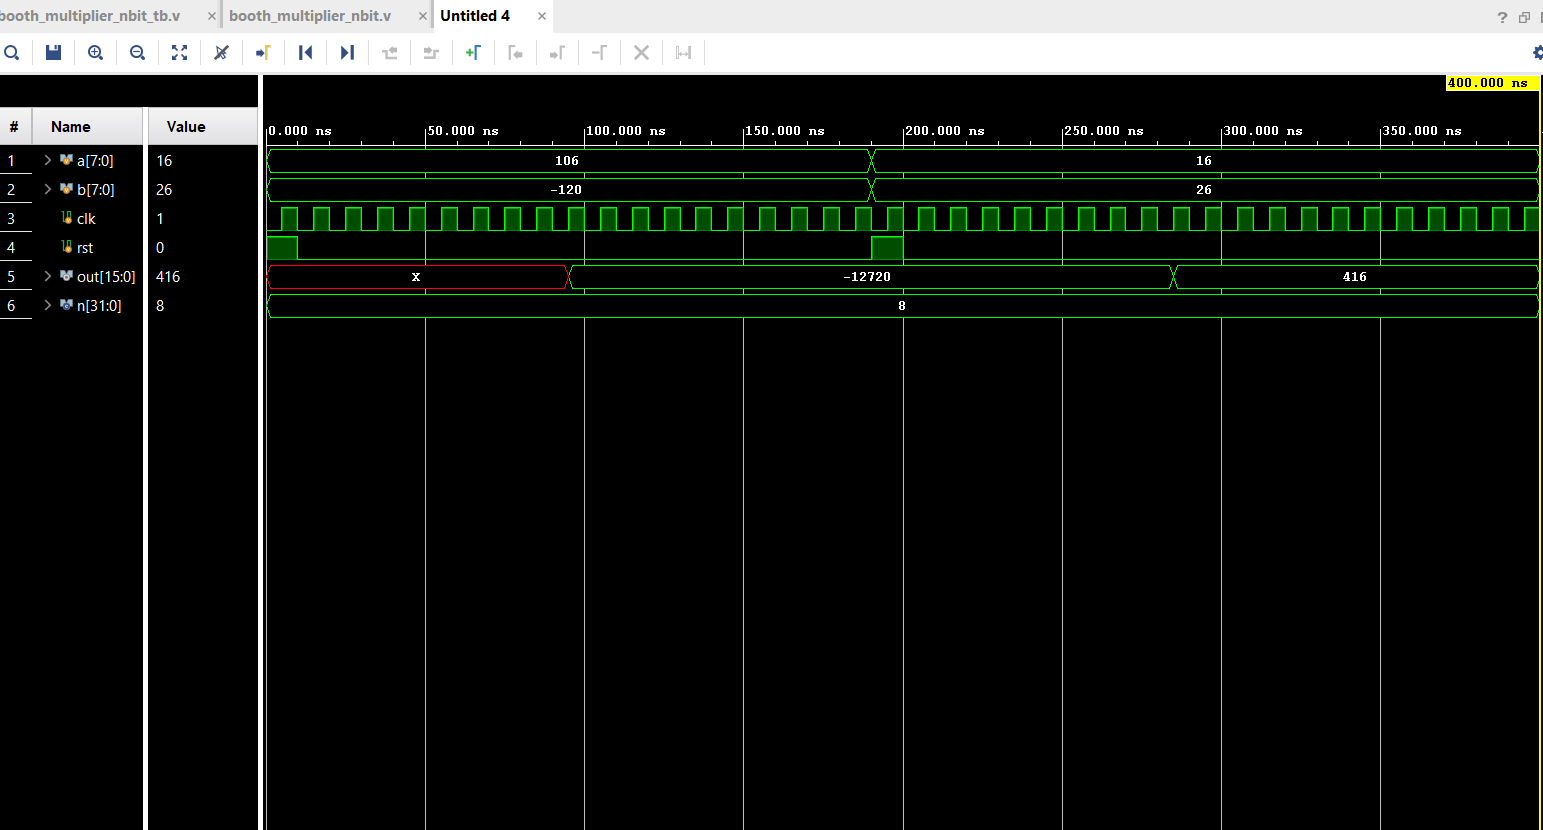 booth_multiplier_nbit_tb.v × booth_multiplier_nbit.v × Untitled 4 × ?
400.000 ns
# Name Value 0.000 ns 50.000 ns 100.000 ns 150.000 ns 200.000 ns 250.000 ns 300.000 ns 350.000 ns
1 a[7:0] 16 106 16
2 b[7:0] 26 -120 26
3 clk 1
4 rst 0
5 out[15:0] 416 X -12720 416
6 n[31:0] 8 8